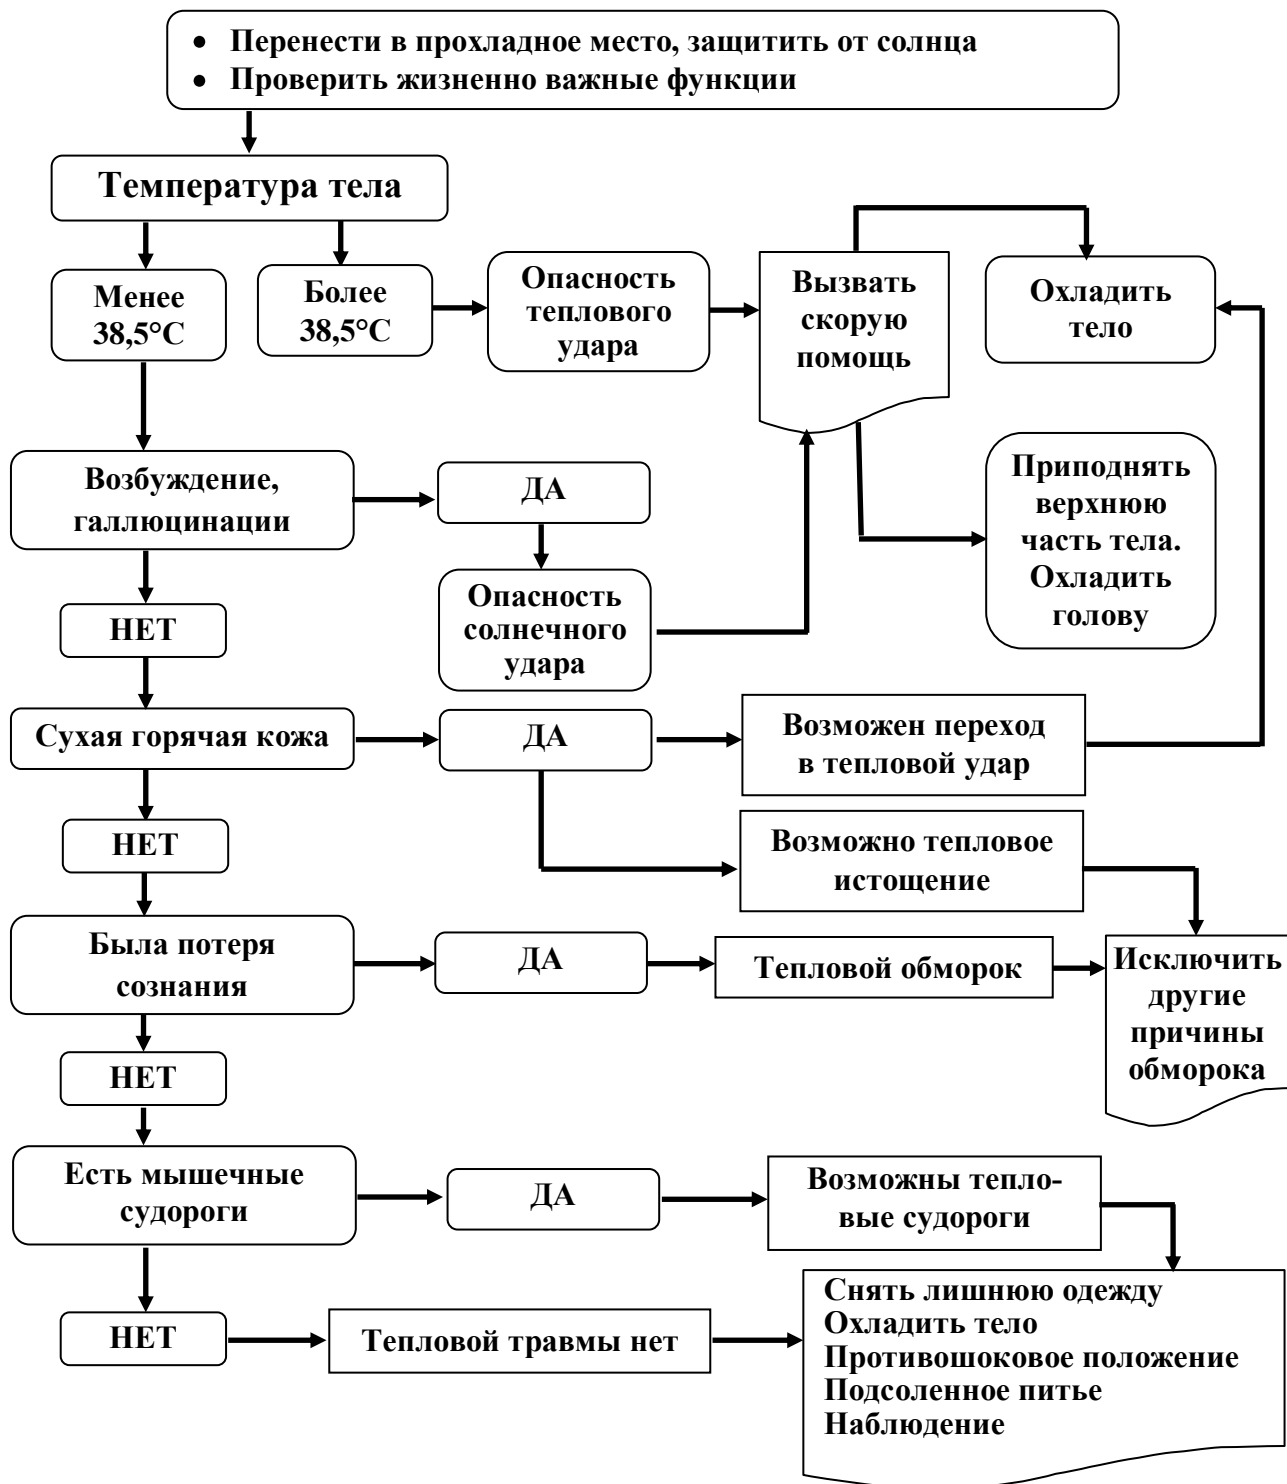 • Перенести в прохладное место, защитить от солнца
• Проверить жизненно важные функции
Температура тела
Менее
38,5°С
Более
38,5°С
Опасность
теплового
удара
Вызвать
скорую
помощь
Охладить
тело
Возбуждение,
галлюцинации
ДА
Приподнять
верхнюю
часть тела.
Охладить
голову
НЕТ
Опасность
солнечного
удара
Сухая горячая кожа
ДА
Возможен переход
в тепловой удар
НЕТ
Возможно тепловое
истощение
Была потеря
сознания
ДА
Тепловой обморок
Исключить
другие
причины
обморока
НЕТ
Есть мышечные
судороги
ДА
Возможны тепло-
вые судороги
НЕТ
Тепловой травмы нет
Снять лишнюю одежду
Охладить тело
Противошоковое положение
Подсоленное питье
Наблюдение